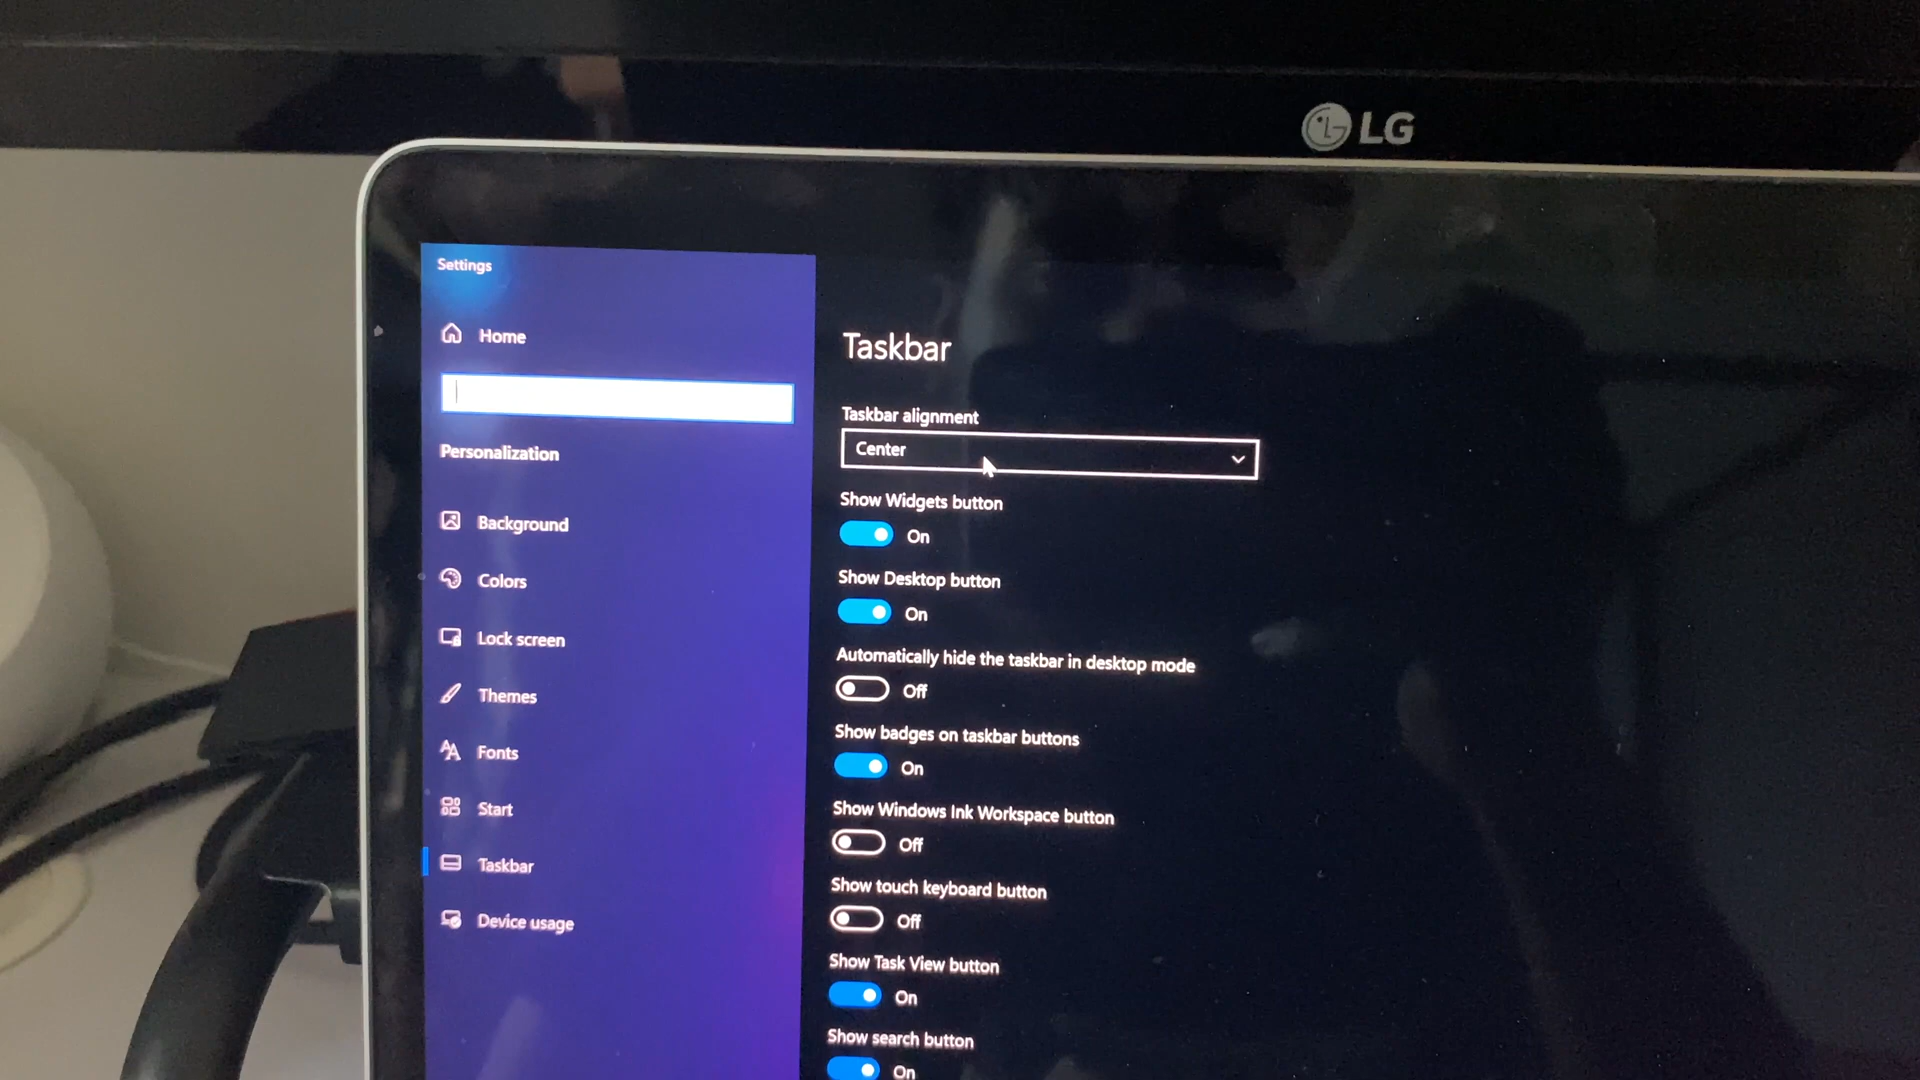 LG
Settings
Home
Personalization
Background
Colors
Lock screen
Themes
Fonts
Start
Taskbar
Device usage
Taskbar
Taskbar alignment
Center
Show Widgets button
On
Show Desktop button
On
Automatically hide the taskbar in desktop mode
Off
Show badges on taskbar buttons
On
Show Windows Ink Workspace button
Off
Show touch keyboard button
Off
Show Task View button
On
Show search button
On